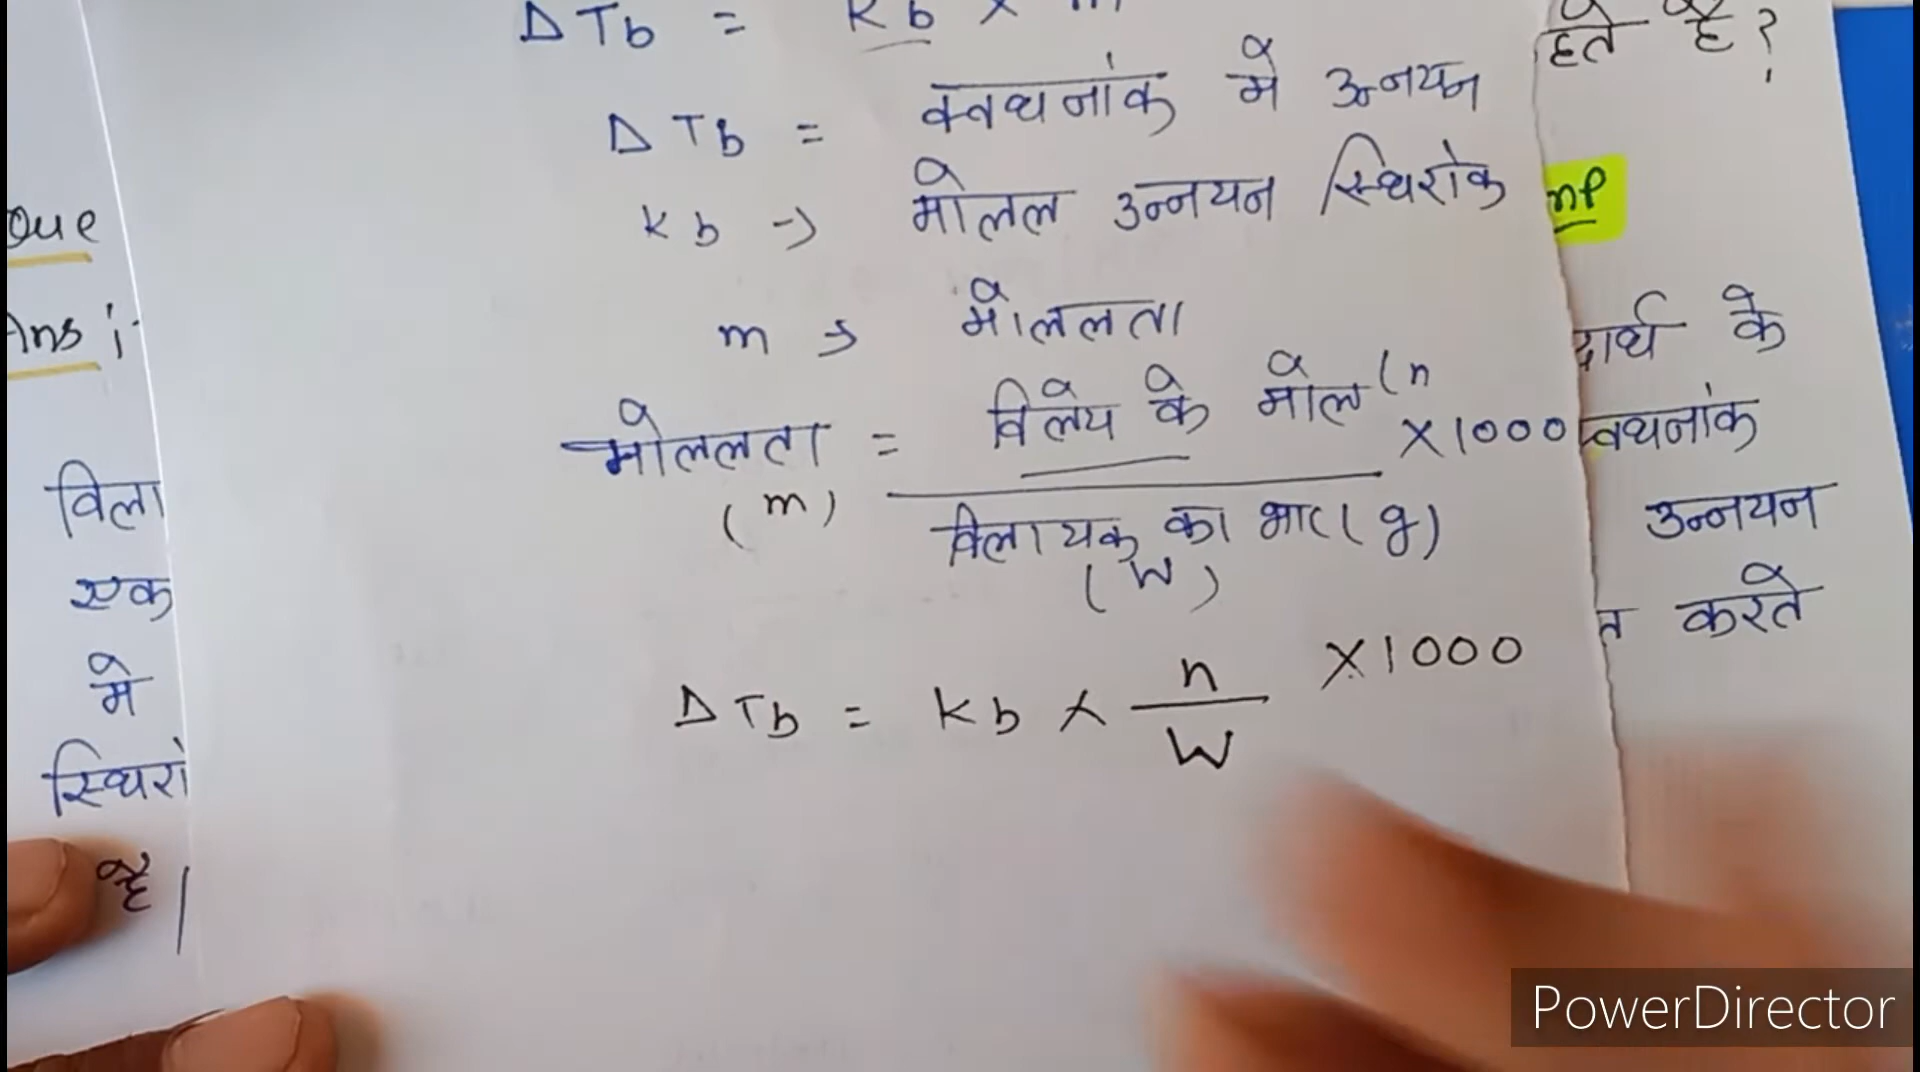 ΔTb = Kb × m
हते है?
ΔTb = क्वथनांक मे उन्नयन
Kb → मोलल उन्नयन स्थिरांक
mp
Que
m → मोललता
Ans :-
दार्थ के
मोललता (m) = विलेय के मोल (n
विलायक का भार (g) (W)
×1000
क्वथनांक
विला
उन्नयन
एक
त करते
मे
ΔTb = Kb × n/W ×1000
स्थिरां
है।
PowerDirector